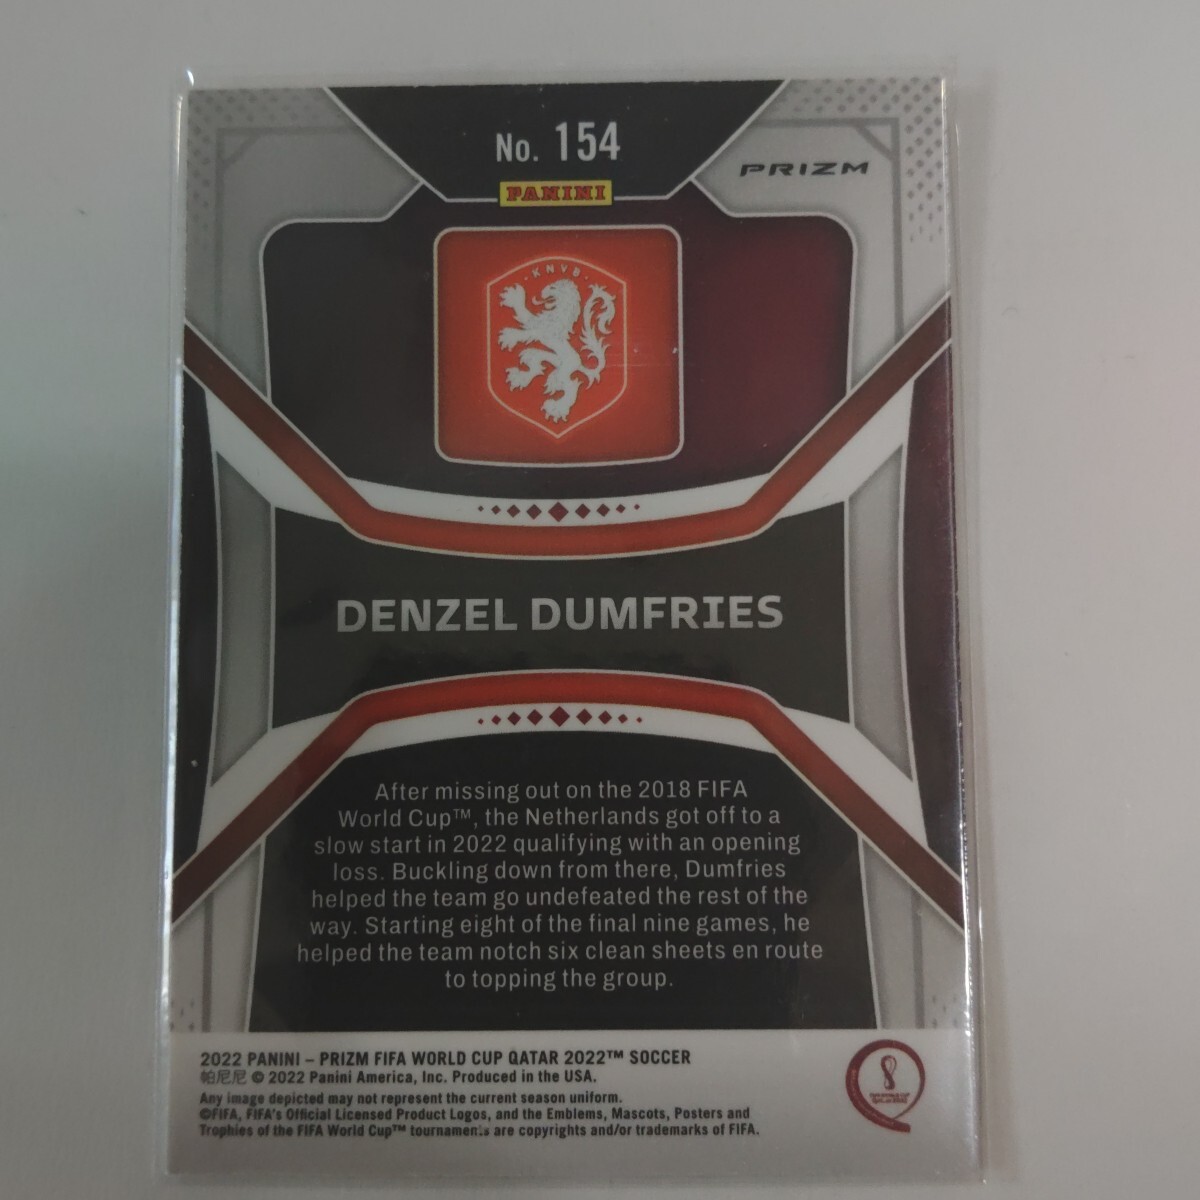 No. 154
PANINI
PRIZM
KNVB
DENZEL DUMFRIES
After missing out on the 2018 FIFA
World Cup™, the Netherlands got off to a
slow start in 2022 qualifying with an opening
loss. Buckling down from there, Dumfries
helped the team go undefeated the rest of the
way. Starting eight of the final nine games, he
helped the team notch six clean sheets en route
to topping the group.
2022 PANINI – PRIZM FIFA WORLD CUP QATAR 2022™ SOCCER
帕尼尼 © 2022 Panini America, Inc. Produced in the USA.
Any image depicted may not represent the current season uniform.
©FIFA, FIFA's Official Licensed Product Logos, and the Emblems, Mascots, Posters and
Trophies of the FIFA World Cup™ tournaments are copyrights and/or trademarks of FIFA.